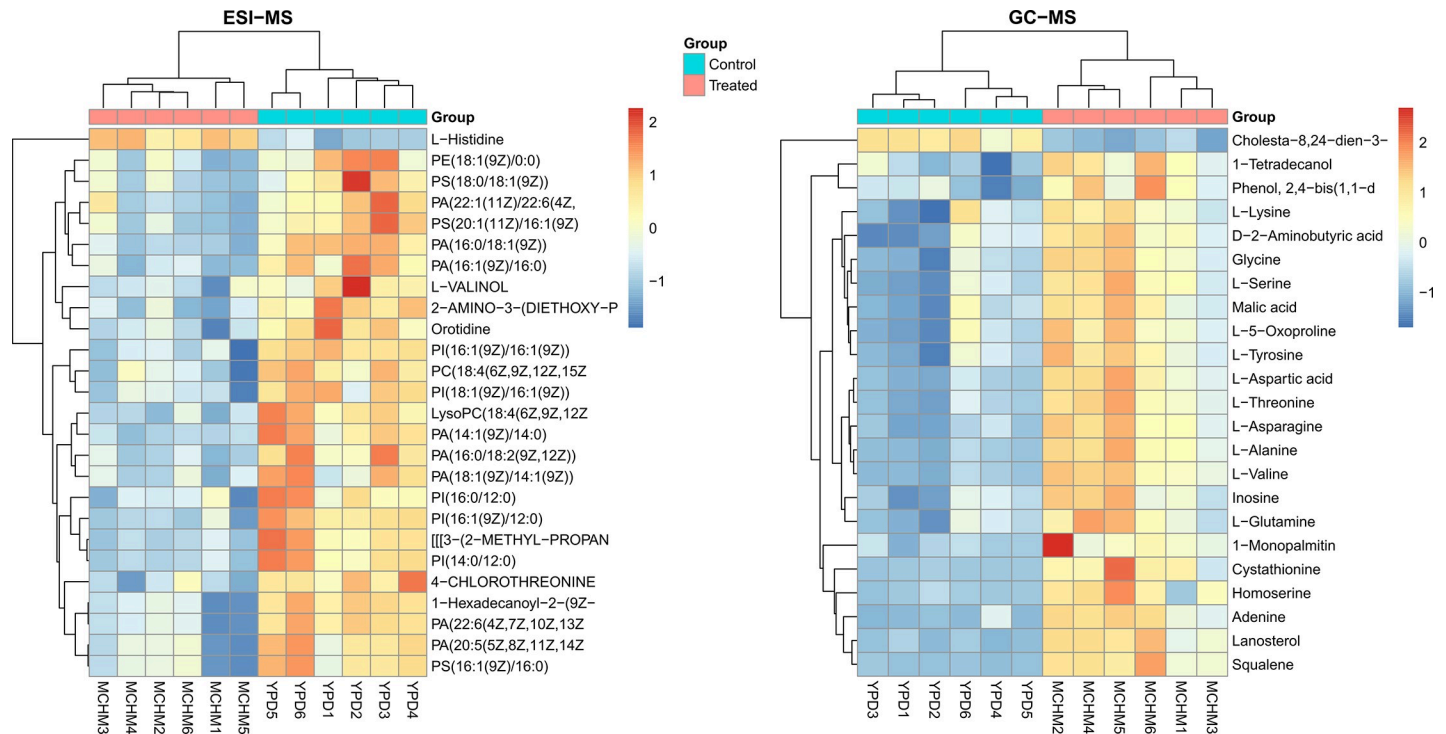 ESI−MS
Group
L−Histidine
PE(18:1(9Z)/0:0)
PS(18:0/18:1(9Z))
PA(22:1(11Z)/22:6(4Z,
PS(20:1(11Z)/16:1(9Z)
PA(16:0/18:1(9Z))
PA(16:1(9Z)/16:0)
L−VALINOL
2−AMINO−3−(DIETHOXY−P
Orotidine
PI(16:1(9Z)/16:1(9Z))
PC(18:4(6Z,9Z,12Z,15Z
PI(18:1(9Z)/16:1(9Z))
LysoPC(18:4(6Z,9Z,12Z
PA(14:1(9Z)/14:0)
PA(16:0/18:2(9Z,12Z))
PA(18:1(9Z)/14:1(9Z))
PI(16:0/12:0)
PI(16:1(9Z)/12:0)
[[[3−(2−METHYL−PROPAN
PI(14:0/12:0)
4−CHLOROTHREONINE
1−Hexadecanoyl−2−(9Z−
PA(22:6(4Z,7Z,10Z,13Z
PA(20:5(5Z,8Z,11Z,14Z
PS(16:1(9Z)/16:0)
MCHM3
MCHM4
MCHM2
MCHM6
MCHM1
MCHM5
YPD5
YPD6
YPD1
YPD2
YPD3
YPD4
2
1
0
−1
Group
Control
Treated
GC−MS
Group
Cholesta−8,24−dien−3−
1−Tetradecanol
Phenol, 2,4−bis(1,1−d
L−Lysine
D−2−Aminobutyric acid
Glycine
L−Serine
Malic acid
L−5−Oxoproline
L−Tyrosine
L−Aspartic acid
L−Threonine
L−Asparagine
L−Alanine
L−Valine
Inosine
L−Glutamine
1−Monopalmitin
Cystathionine
Homoserine
Adenine
Lanosterol
Squalene
YPD3
YPD1
YPD2
YPD6
YPD4
YPD5
MCHM2
MCHM4
MCHM5
MCHM6
MCHM1
MCHM3
2
1
0
−1